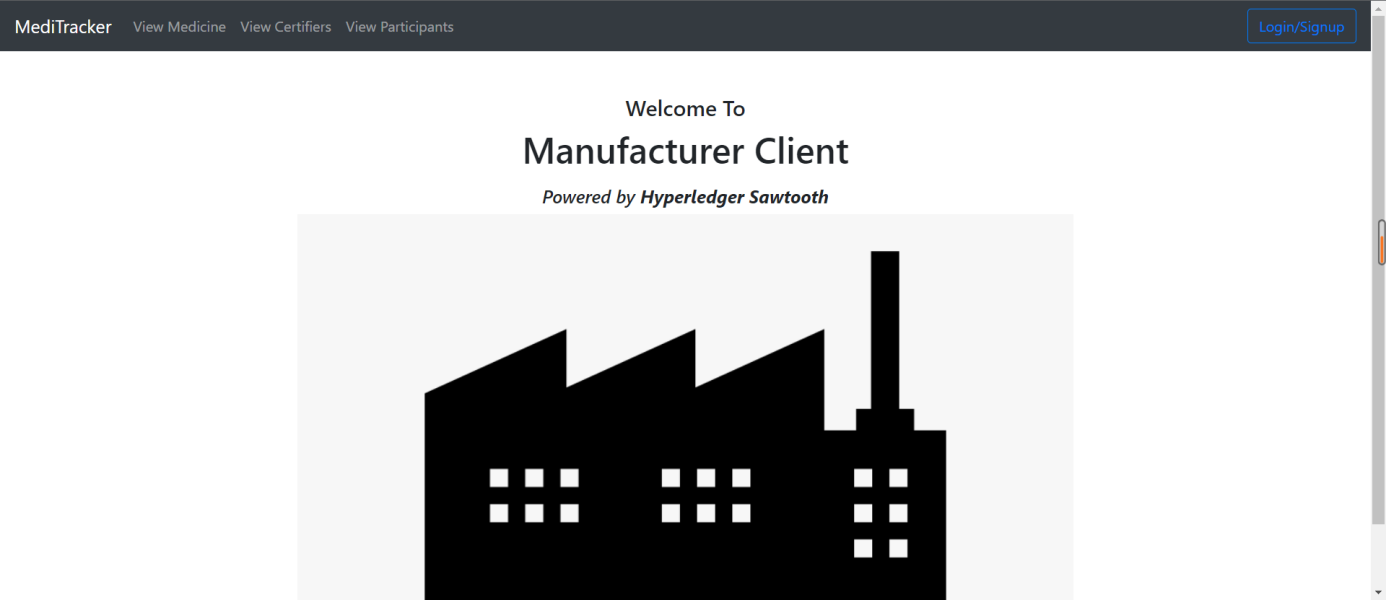 MediTracker View Medicine View Certifiers View Participants Login/Signup
Welcome To
Manufacturer Client
Powered by Hyperledger Sawtooth